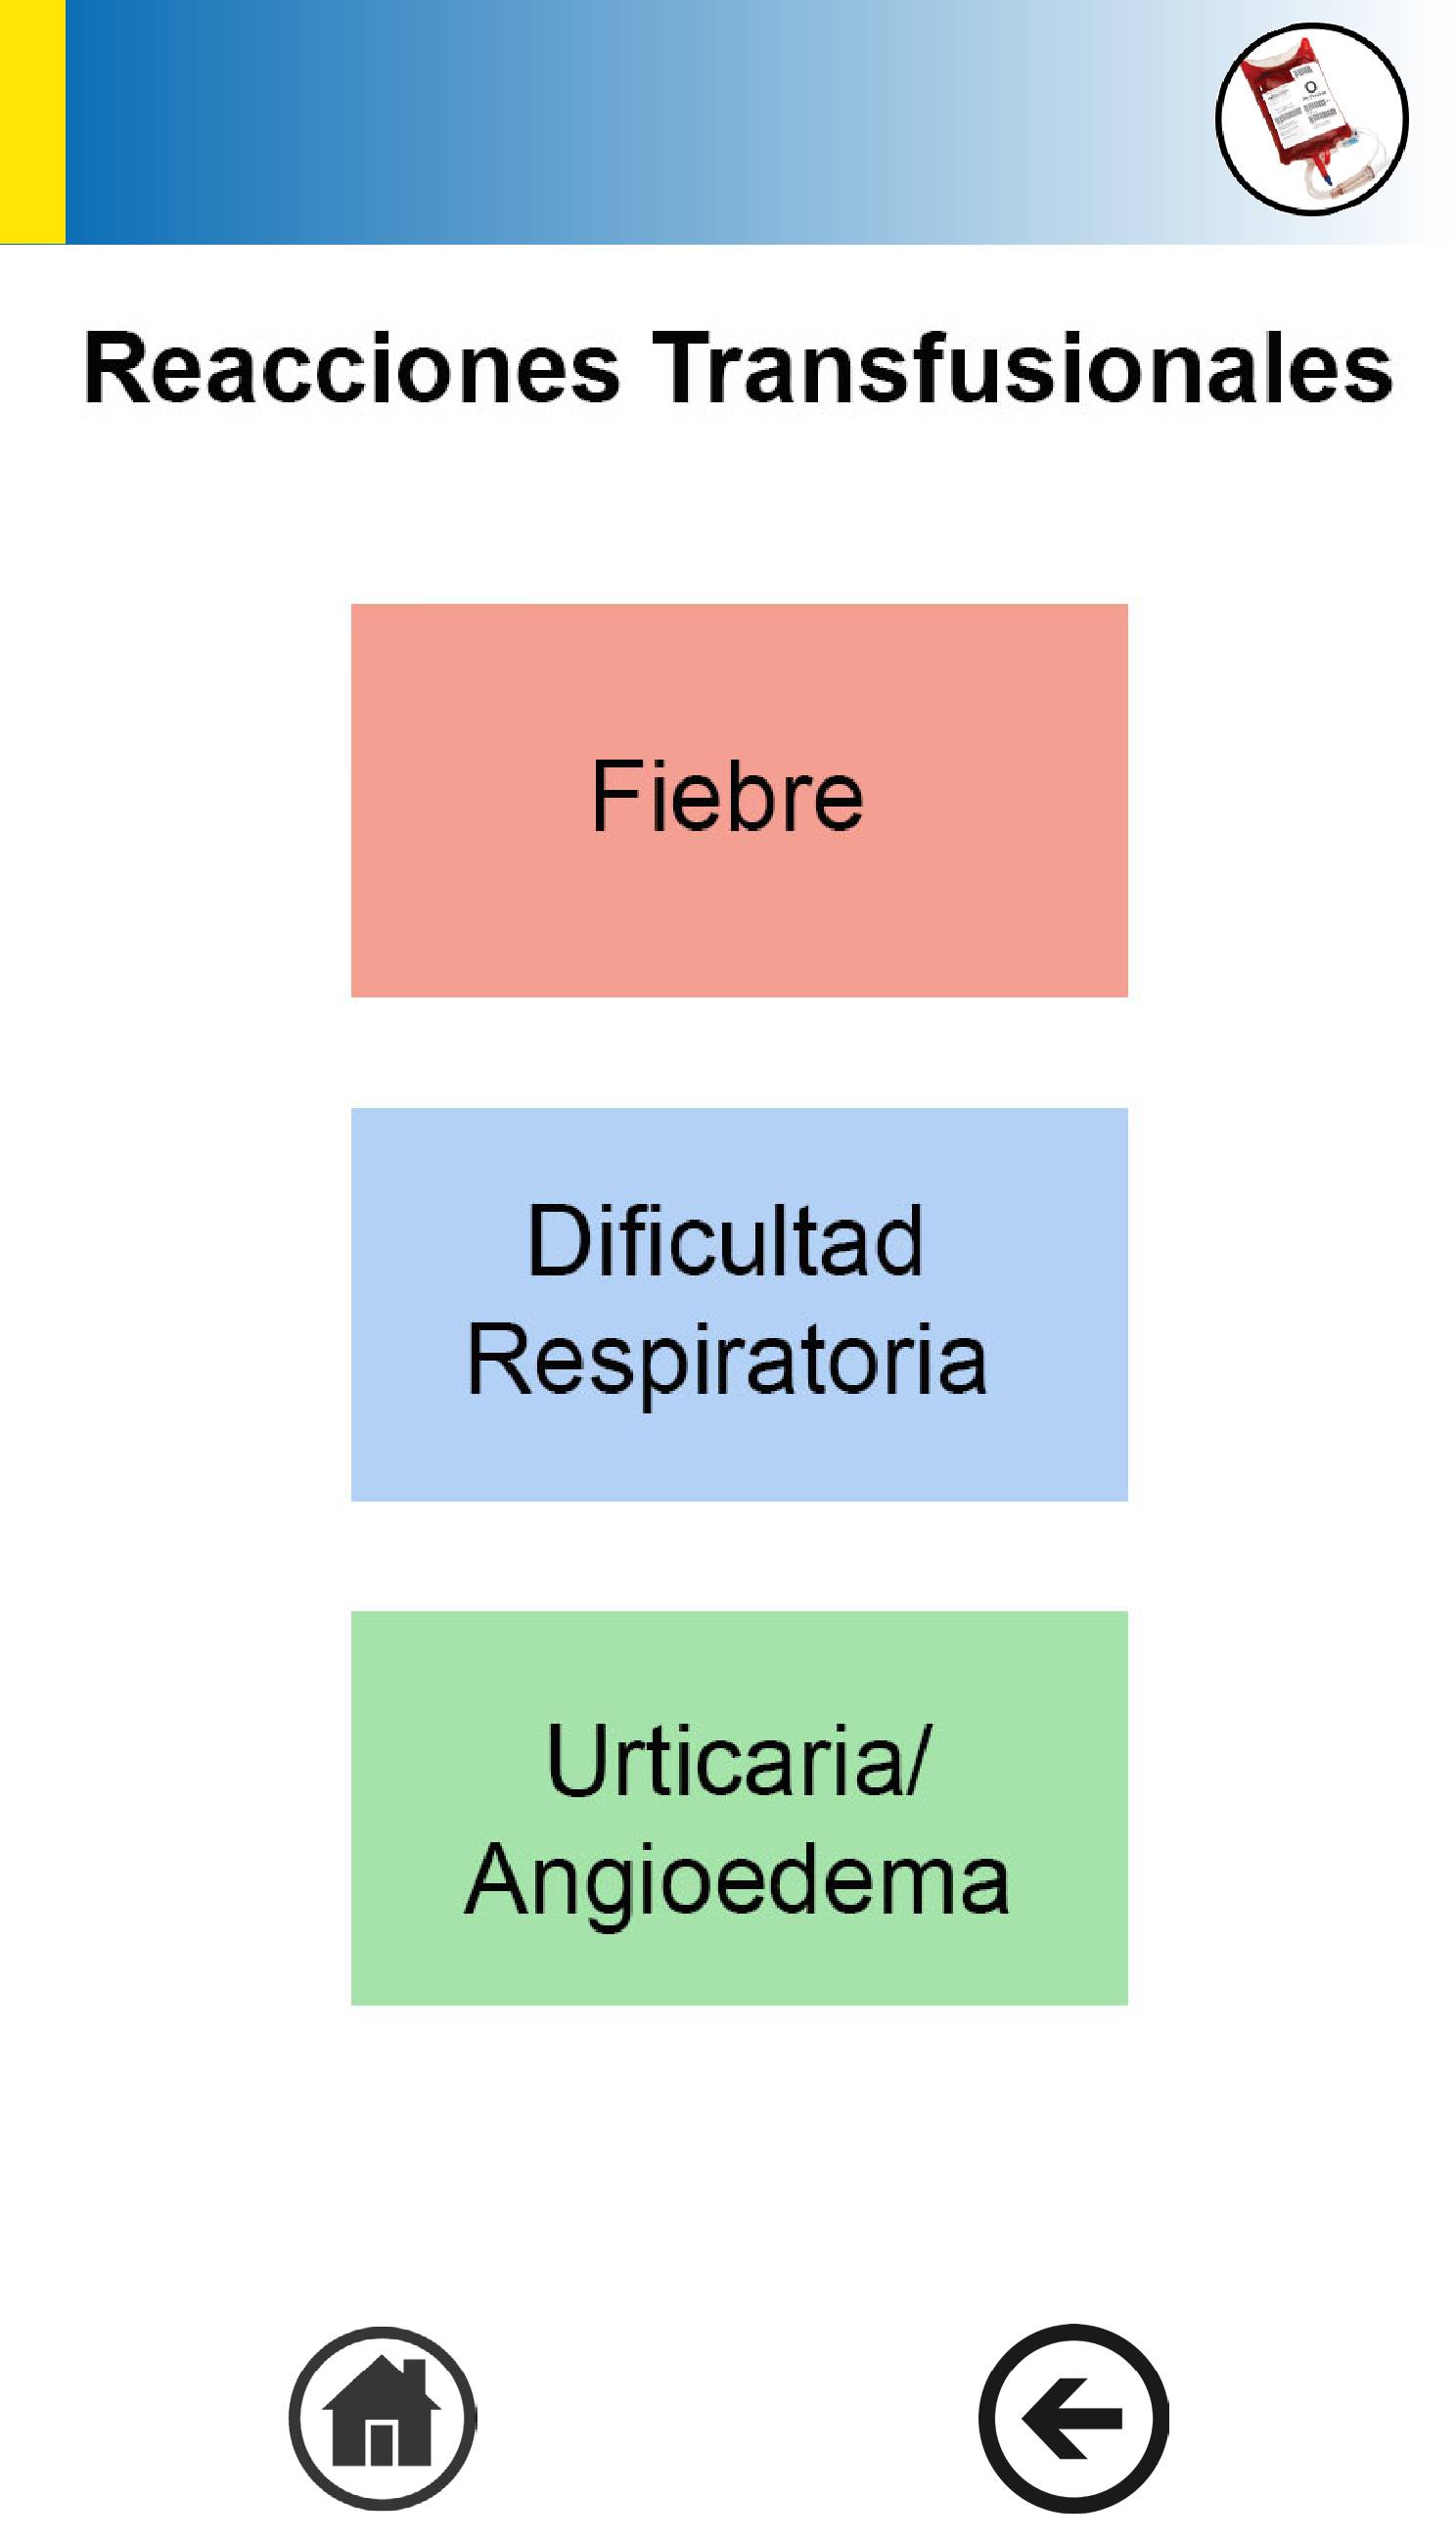 Reacciones Transfusionales
Fiebre
Dificultad
Respiratoria
Urticaria/
Angioedema